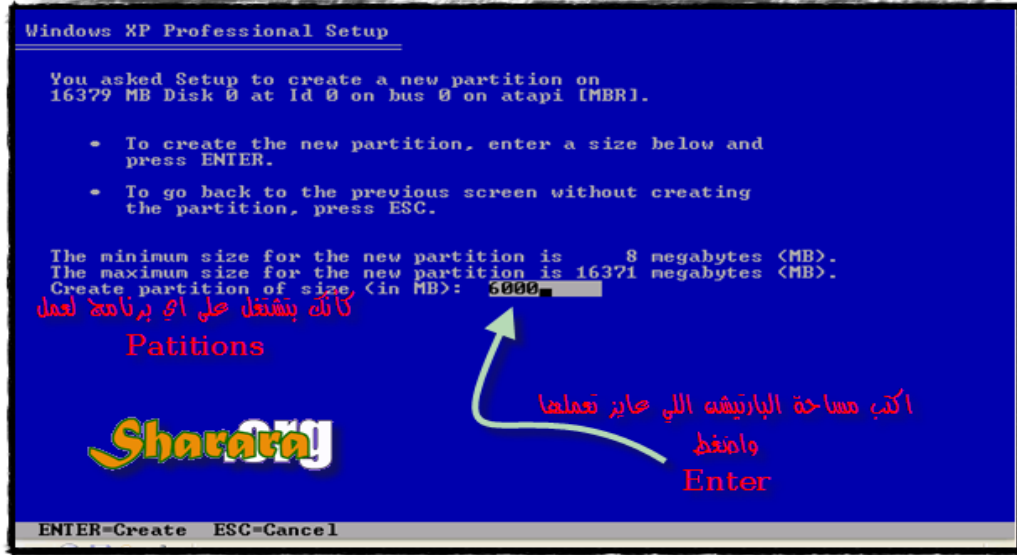 Windows XP Professional Setup
You asked Setup to create a new partition on
16379 MB Disk 0 at Id 0 on bus 0 on atapi [MBR].
• To create the new partition, enter a size below and
press ENTER.
• To go back to the previous screen without creating
the partition, press ESC.
The minimum size for the new partition is 8 megabytes (MB).
The maximum size for the new partition is 16371 megabytes (MB).
Create partition of size (in MB): 6000
كأنك بتشتغل على اي برنامج لعمل
Patitions
اكتب مساحة البارتيشن اللي عايز تعملها
واضغط
Enter
Sharara.org
ENTER=Create ESC=Cancel